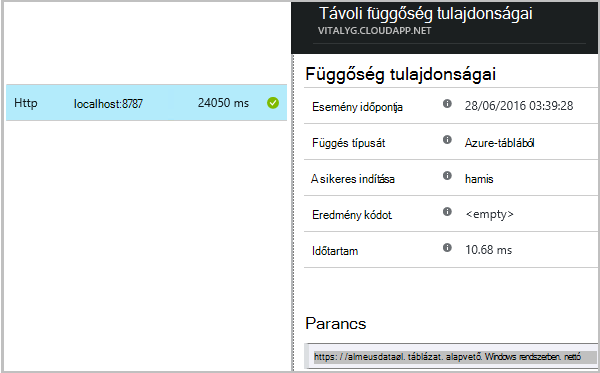 Távoli függőség tulajdonságai
VITALYG.CLOUDAPP.NET
Http localhost:8787 24050 ms
Függőség tulajdonságai
Esemény időpontja 28/06/2016 03:39:28
Függés típusát Azure-táblából
A sikeres indítása hamis
Eredmény kódot. <empty>
Időtartam 10.68 ms
Parancs
https: / /almeusdataøl. táblázat. alapvető. Windows rendszerben. nettó